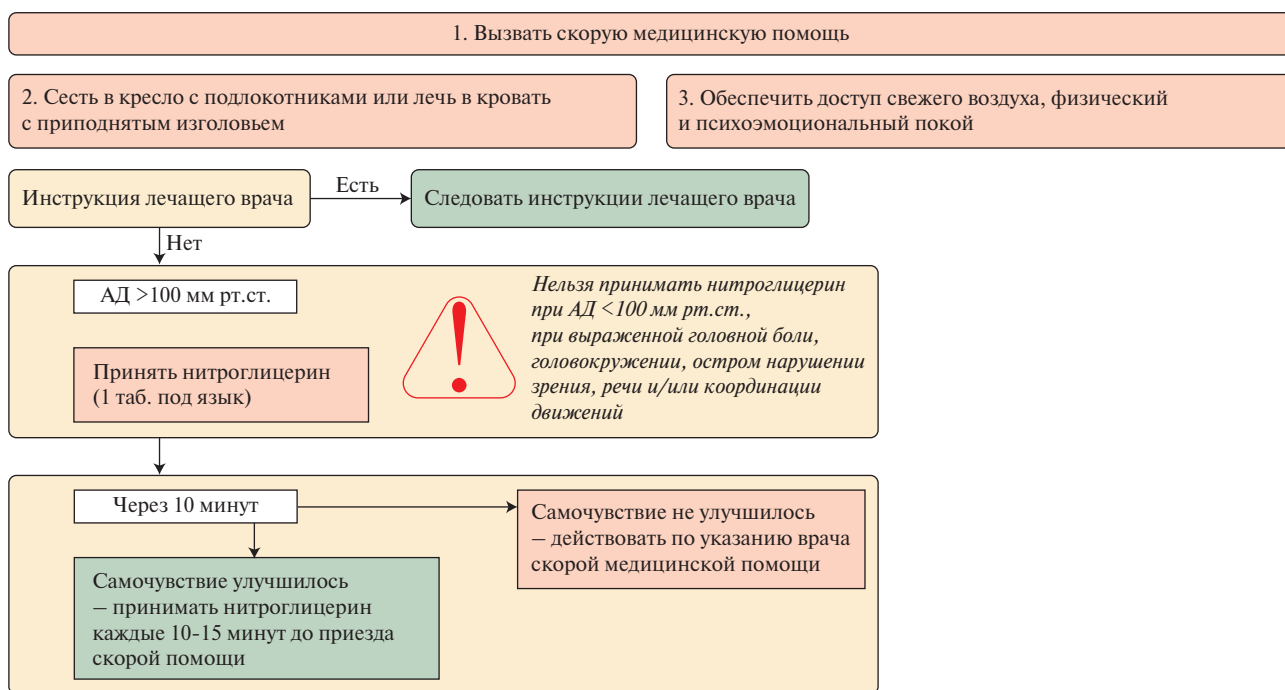 1. Вызвать скорую медицинскую помощь
2. Сесть в кресло с подлокотниками или лечь в кровать
с приподнятым изголовьем
3. Обеспечить доступ свежего воздуха, физический
и психоэмоциональный покой
Инструкция лечащего врача
Есть
Следовать инструкции лечащего врача
Нет
АД >100 мм рт.ст.
Принять нитроглицерин
(1 таб. под язык)
Нельзя принимать нитроглицерин
при АД <100 мм рт.ст.,
при выраженной головной боли,
головокружении, остром нарушении
зрения, речи и/или координации
движений
Через 10 минут
Самочувствие не улучшилось
– действовать по указанию врача
скорой медицинской помощи
Самочувствие улучшилось
– принимать нитроглицерин
каждые 10-15 минут до приезда
скорой помощи